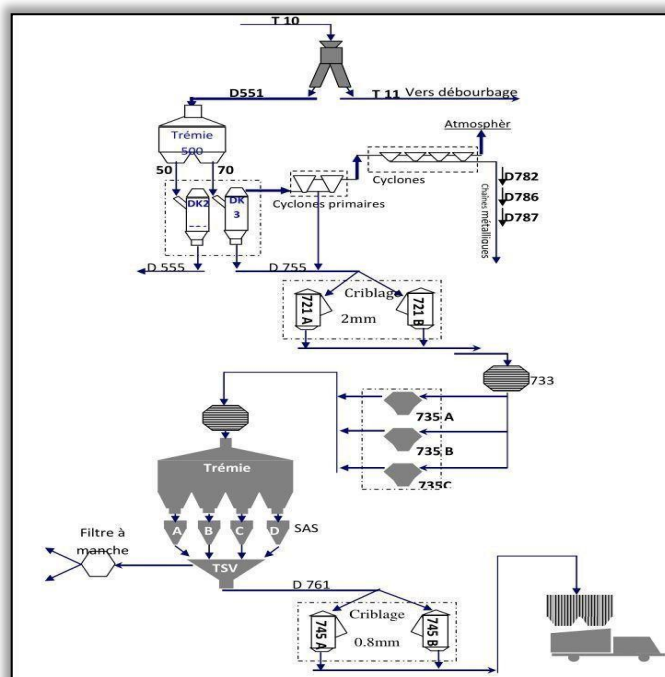 T 10
D551
T 11 Vers débourbage
Trémie
500
50
70
Atmosphèr
Cyclones
Cyclones primaires
D782
D786
D787
Chaines métalliques
DK2
DK
3
D 555
D 755
721 A
Criblage
2mm
721 B
733
735 A
735 B
735C
Trémie
A
B
C
D
SAS
Filtre à
manche
TSV
D 761
745 A
Criblage
0.8mm
745 B